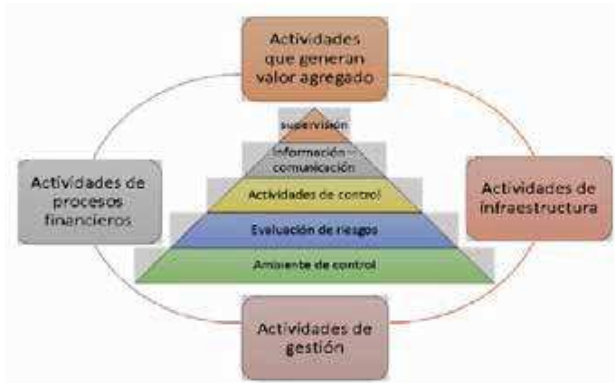 Actividades
que generan
valor agregado
supervisión
Información –
comunicación
Actividades de control
Evaluación de riesgos
Ambiente de control
Actividades de
procesos
financieros
Actividades de
infraestructura
Actividades de
gestión